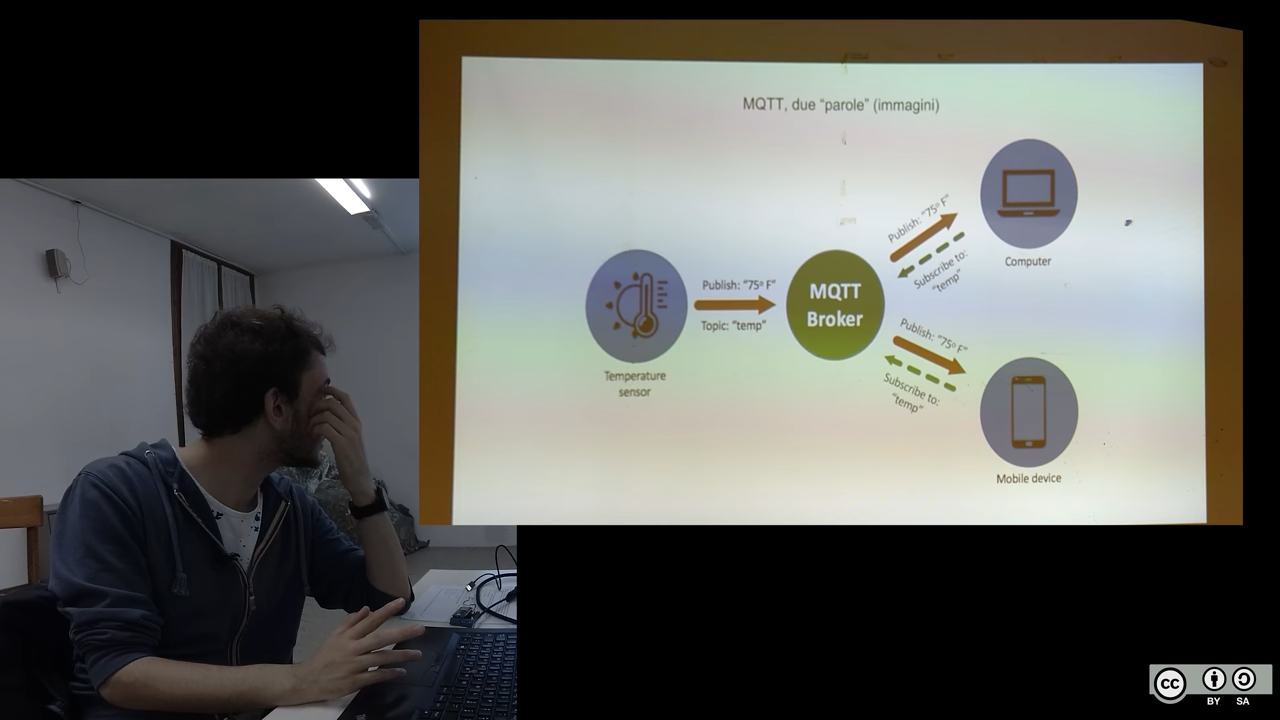 MQTT, due “parole” (immagini)
Publish: “75º F”
Subscribe to:
“temp”
Computer
Publish: “75º F”
Topic: “temp”
MQTT
Broker
Temperature
sensor
Publish: “75º F”
Subscribe to:
“temp”
Mobile device
cc
BY SA